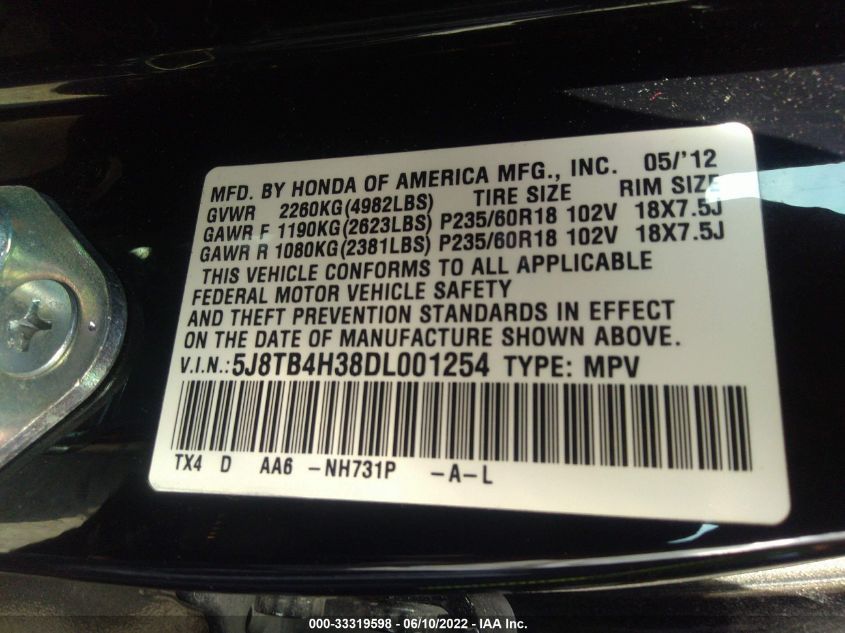 MFD. BY HONDA OF AMERICA MFG., INC. 05/'12
GVWR 2260KG(4982LBS) TIRE SIZE RIM SIZE
GAWR F 1190KG(2623LBS) P235/60R18 102V 18X7.5J
GAWR R 1080KG(2381LBS) P235/60R18 102V 18X7.5J
THIS VEHICLE CONFORMS TO ALL APPLICABLE
FEDERAL MOTOR VEHICLE SAFETY
AND THEFT PREVENTION STANDARDS IN EFFECT
ON THE DATE OF MANUFACTURE SHOWN ABOVE.
V.I.N.:5J8TB4H38DL001254 TYPE: MPV
TX4 D AA6 -NH731P -A-L
000-33319598 - 06/10/2022 - IAA Inc.